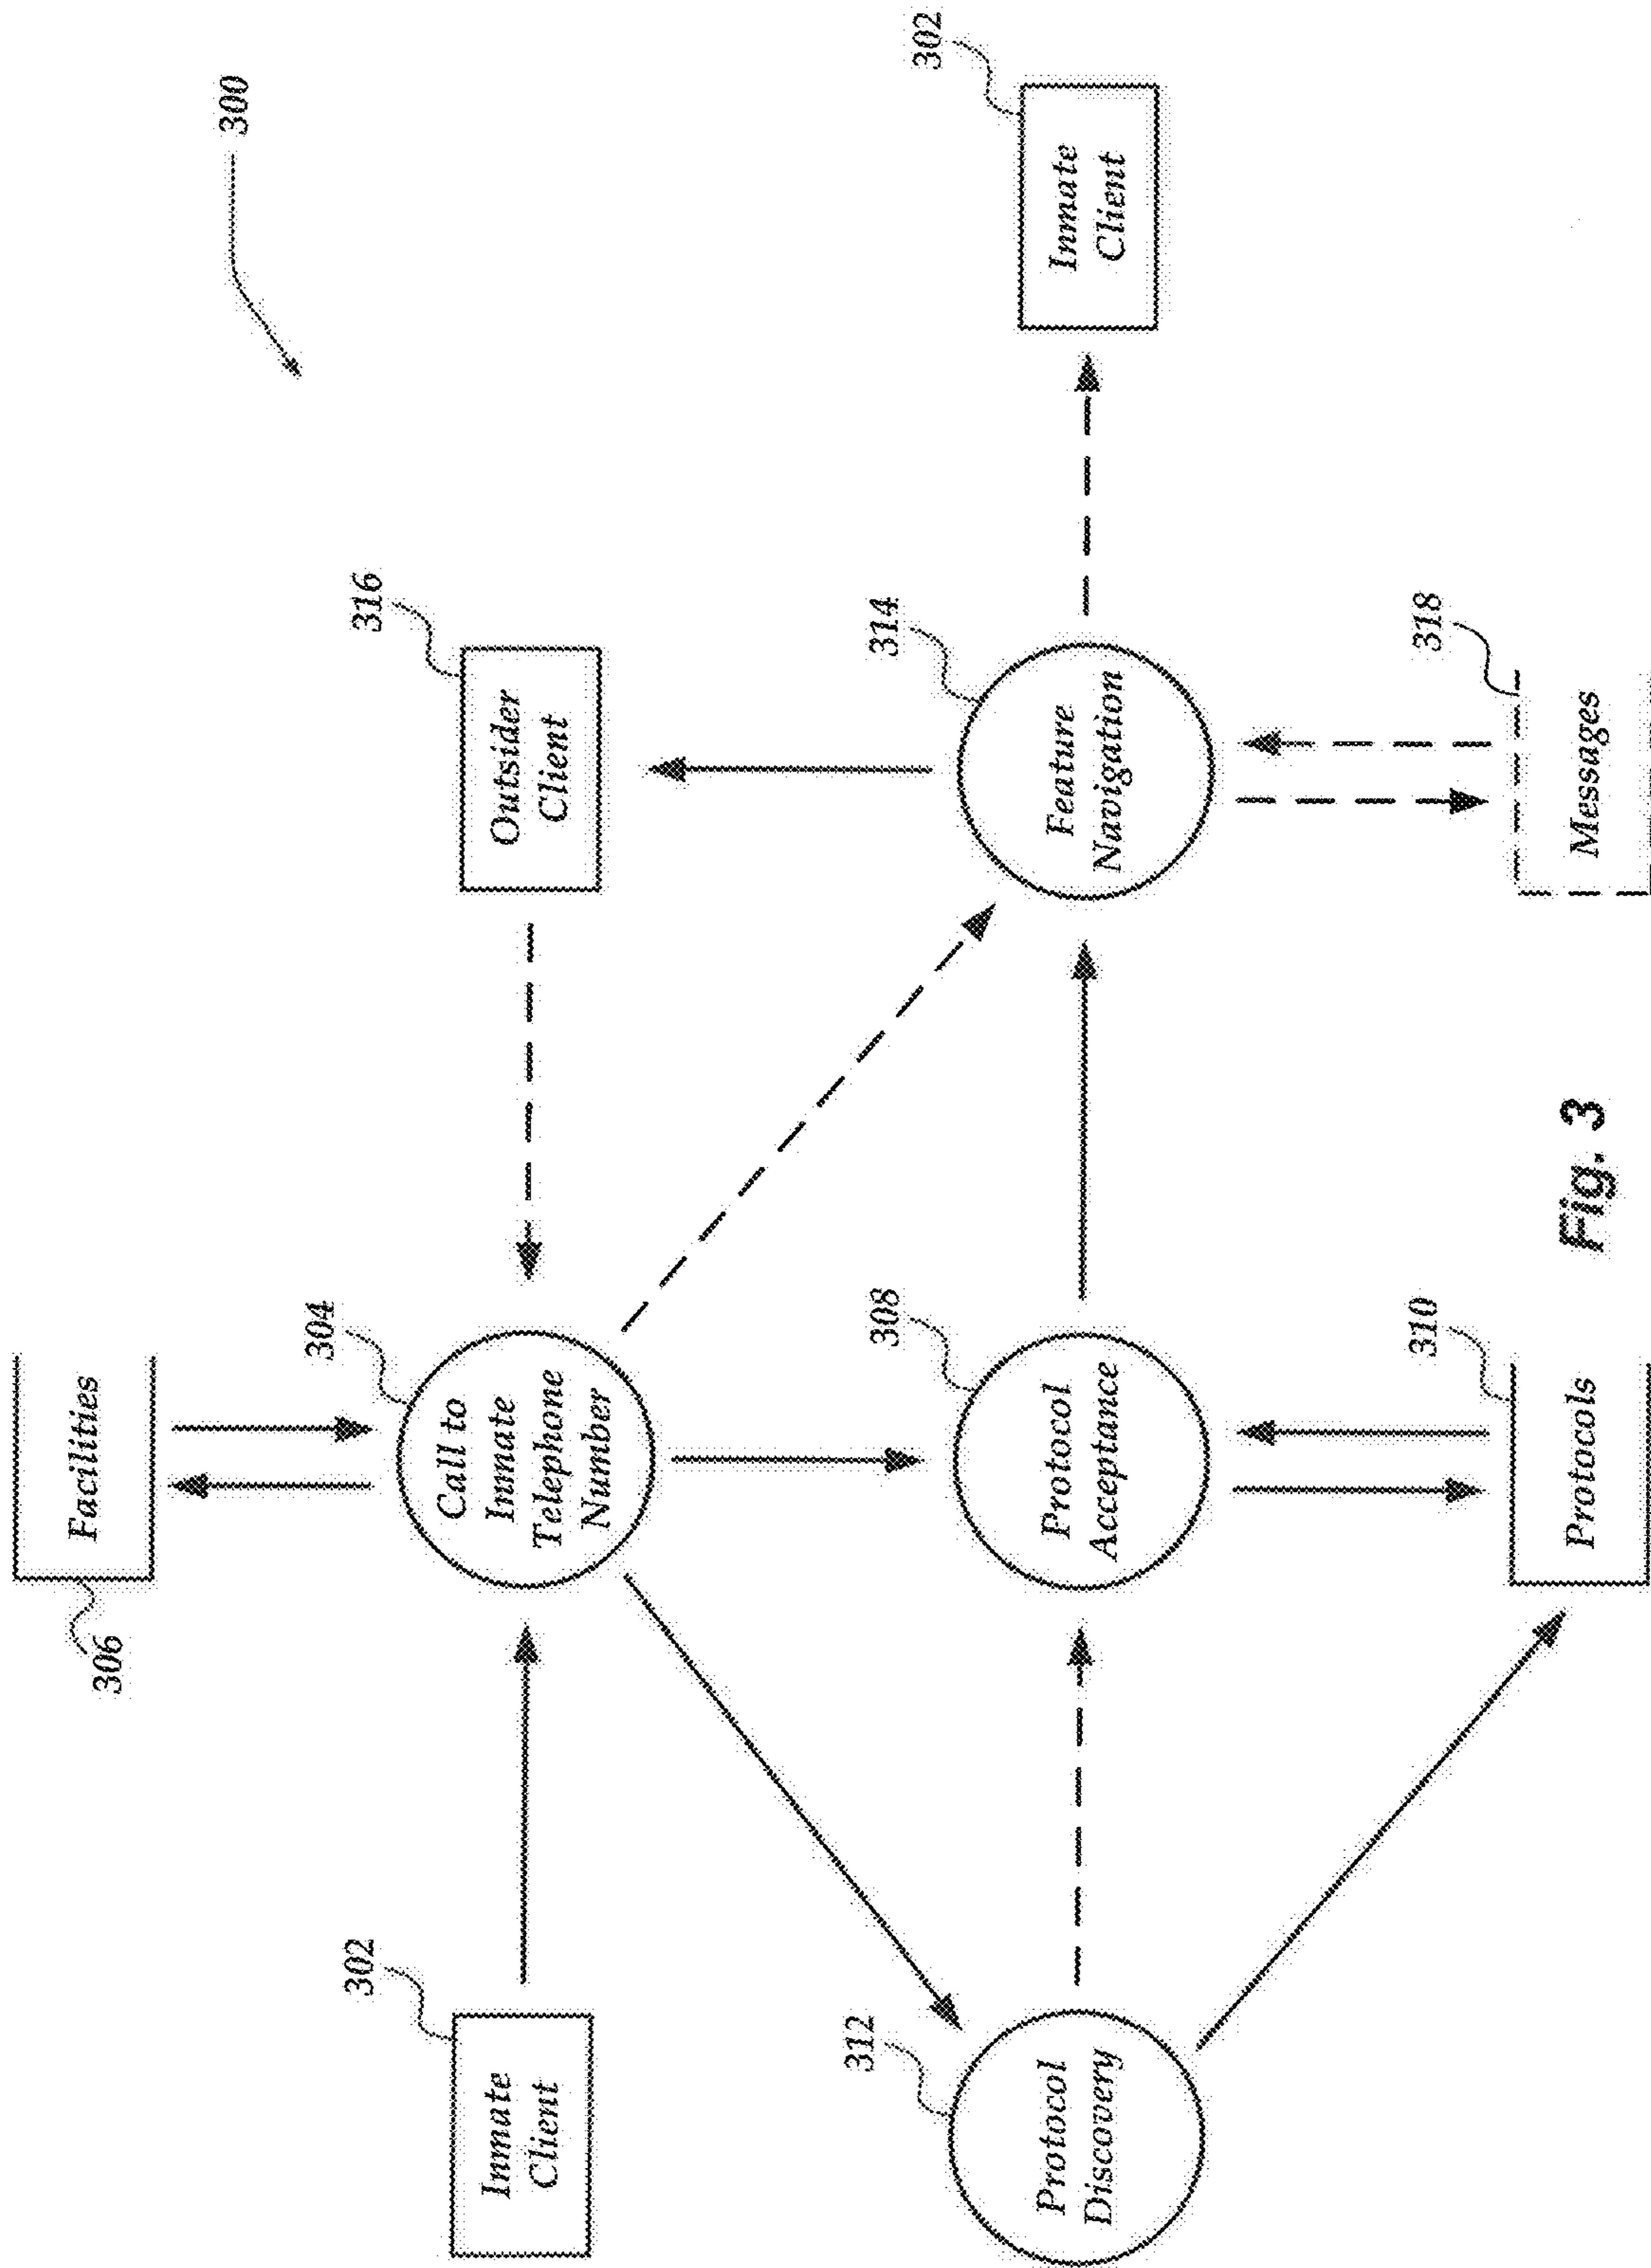 300
Facilities
306
302
Inmate
Client
304
Call to
Inmate
Telephone
Number
316
Outsider
Client
312
Protocol
Discovery
308
Protocol
Acceptance
314
Feature
Navigation
302
Inmate
Client
310
Protocols
318
Messages
Fig. 3